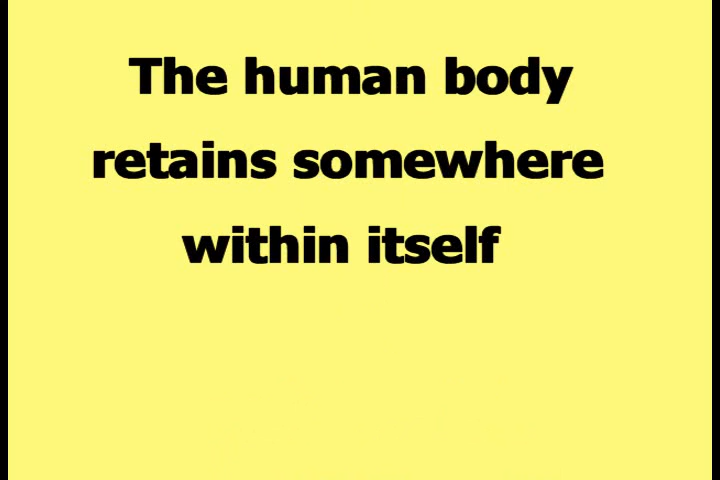 The human body
retains somewhere
within itself